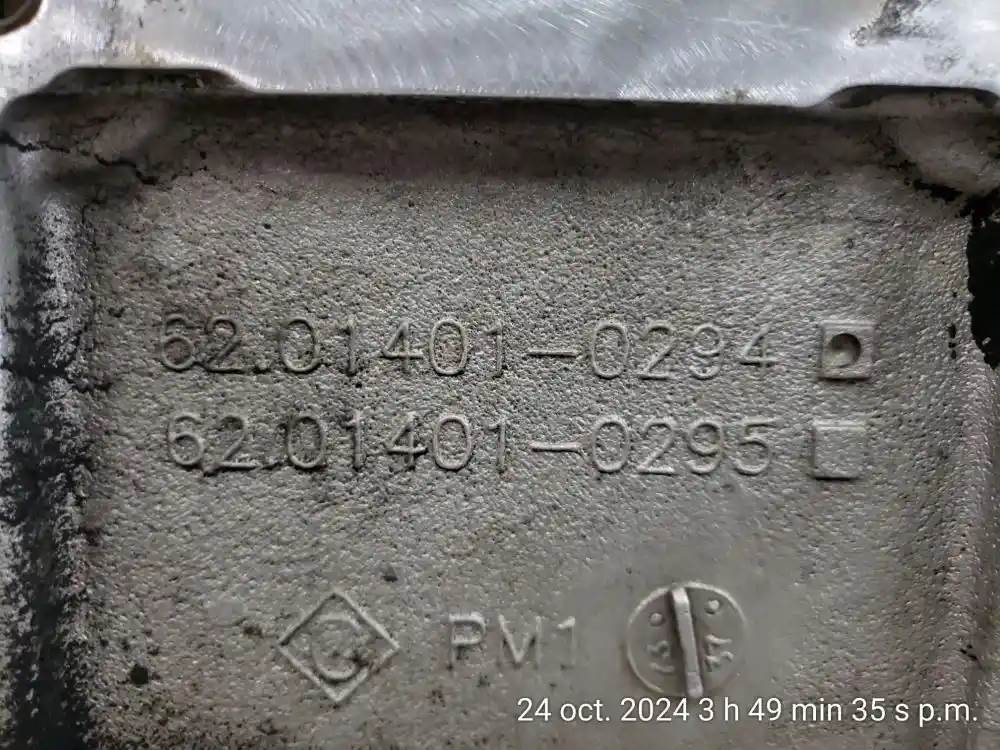 62.01401-0294
62.01401-0295
PM1
24 oct. 2024 3 h 49 min 35 s p.m.